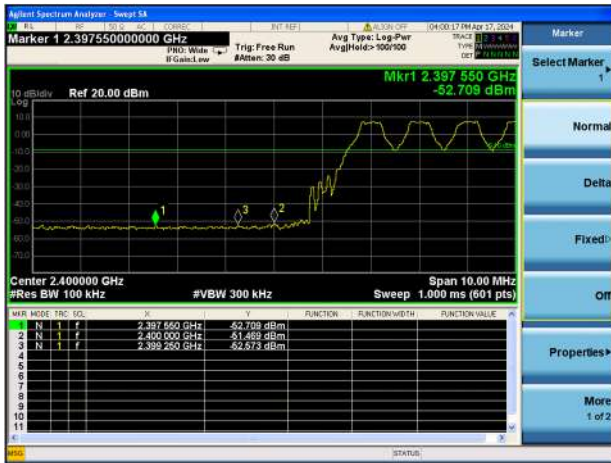 Agilent Spectrum Analyzer - Swept SA
RL RF 50 Ω AC CORREC INT REF ALIGN OFF 04:00:17 PM Apr 17, 2024
Marker 1 2.397550000000 GHz
PNO: Wide
IFGain:Low
Trig: Free Run
#Atten: 30 dB
Avg Type: Log-Pwr
Avg|Hold:> 100/100
TRACE 1 2 3 4 5 6
TYPE
DET P N N N N N
Mkr1 2.397 550 GHz
-52.709 dBm
10 dB/div Ref 20.00 dBm
Log
10.0
0.00
-10.0
-20.0
-30.0
-40.0
-50.0
-60.0
-70.0
1
3
2
Center 2.400000 GHz
Span 10.00 MHz
#Res BW 100 kHz
#VBW 300 kHz
Sweep 1.000 ms (601 pts)
MKR MODE TRC SCL X Y FUNCTION FUNCTION WIDTH FUNCTION VALUE
1 N 1 f 2.397 550 GHz -52.709 dBm
2 N 1 f 2.400 000 GHz -51.469 dBm
3 N 1 f 2.399 250 GHz -52.573 dBm
4
5
6
7
8
9
10
11
MSG
STATUS
Marker
Select Marker
1
Normal
Delta
Fixed
Off
Properties
More
1 of 2